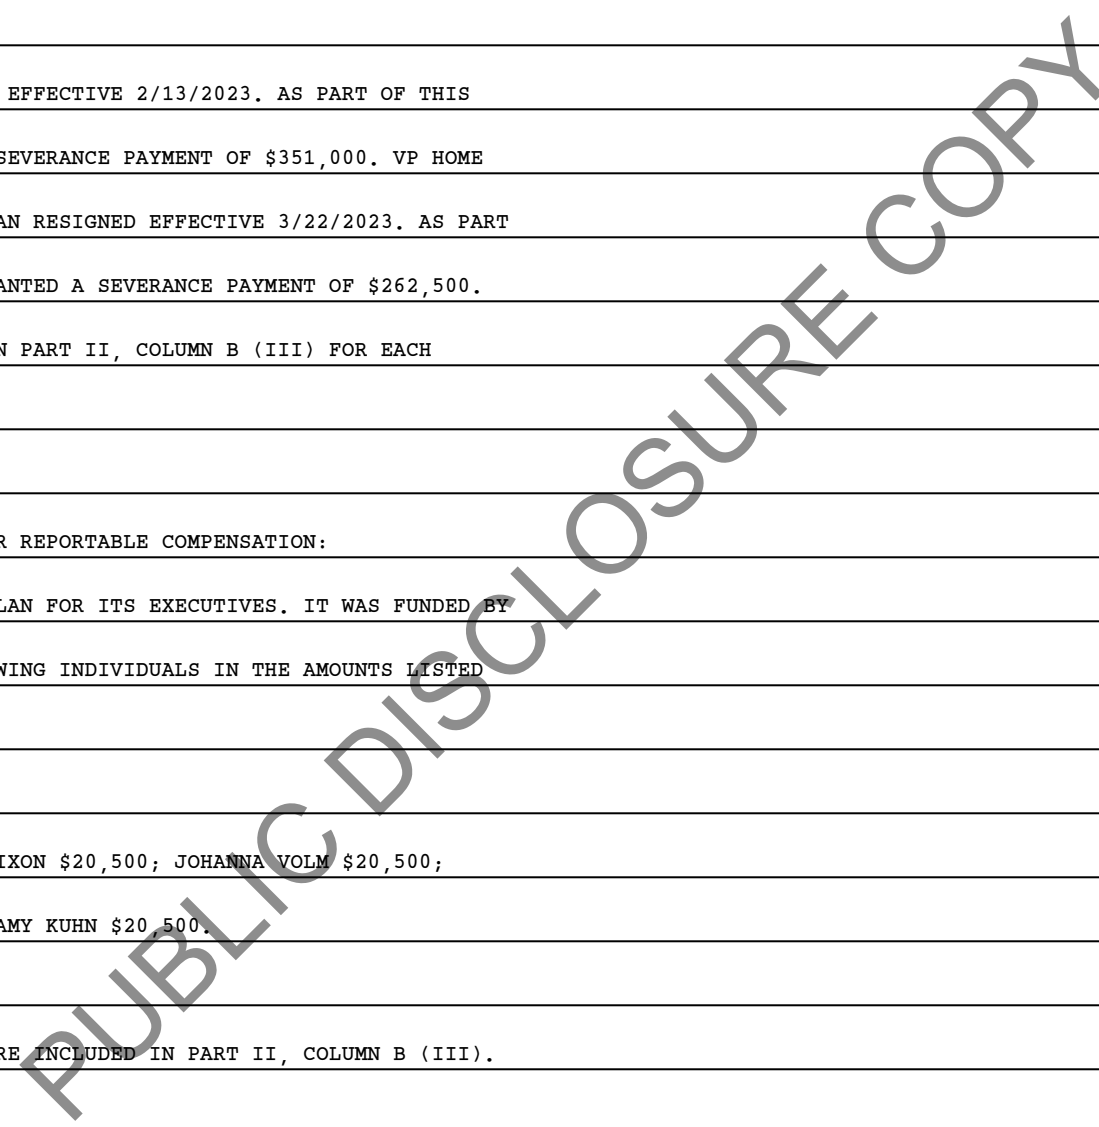 EFFECTIVE 2/13/2023. AS PART OF THIS
SEVERANCE PAYMENT OF $351,000. VP HOME
AN RESIGNED EFFECTIVE 3/22/2023. AS PART
ANTED A SEVERANCE PAYMENT OF $262,500.
N PART II, COLUMN B (III) FOR EACH
R REPORTABLE COMPENSATION:
LAN FOR ITS EXECUTIVES. IT WAS FUNDED BY
WING INDIVIDUALS IN THE AMOUNTS LISTED
IXON $20,500; JOHANNA VOLM $20,500;
AMY KUHN $20,500.
RE INCLUDED IN PART II, COLUMN B (III).
PUBLIC DISCLOSURE COPY